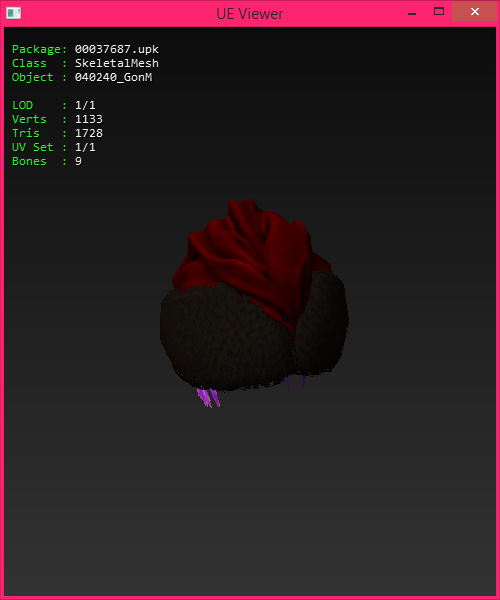 UE Viewer
Package: 00037687.upk
Class  : SkeletalMesh
Object : 040240_GonM
LOD    : 1/1
Verts  : 1133
Tris   : 1728
UV Set : 1/1
Bones  : 9